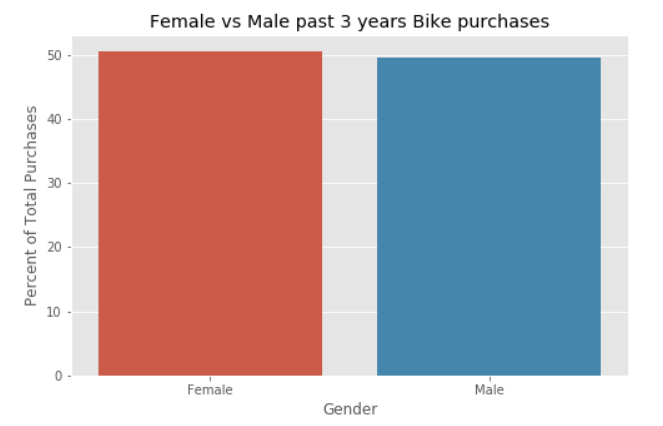 Female vs Male past 3 years Bike purchases
Percent of Total Purchases
50
40
30
20
10
0
Female Male
Gender